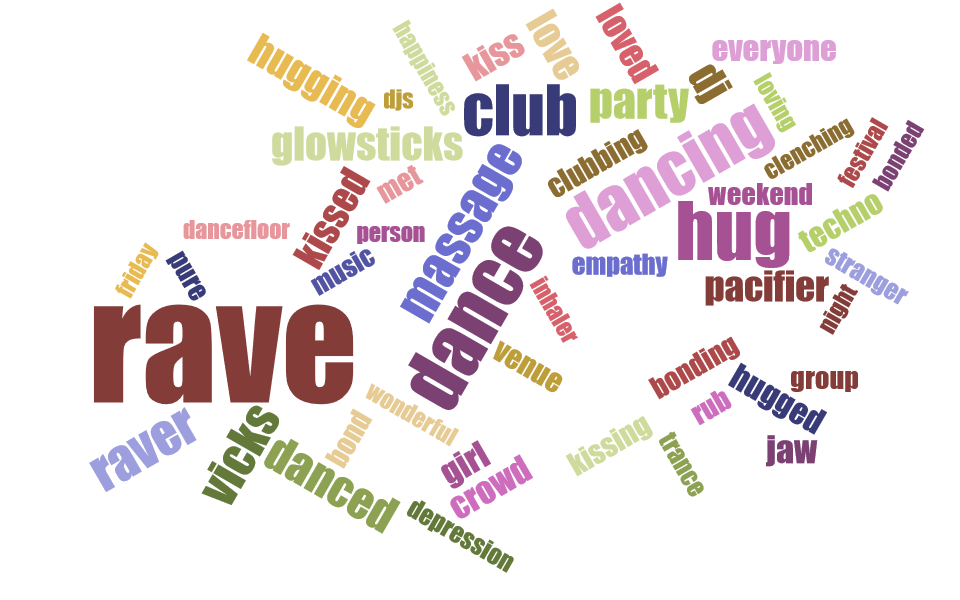 hugging
happiness
kiss
love
loved
everyone
djs
club
party
dj
loving
glowsticks
massage
clubbing
dancing
clenching
festival
bonded
kissed
met
weekend
hug
techno
dancefloor
person
music
empathy
stranger
friday
pure
dance
inhaler
pacifier
night
rave
venue
bonding
hugged
group
rub
raver
vicks
danced
bond
wonderful
girl
crowd
kissing
trance
jaw
depression